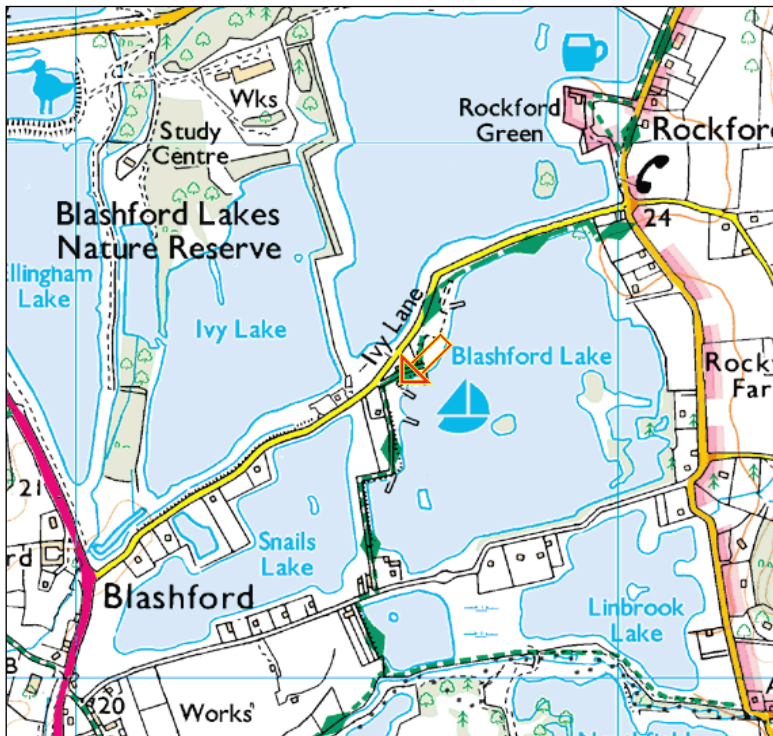 Wks
Study
Centre
Rockford
Green
Rockford
24
Blashford Lakes
Nature Reserve
llingham
Lake
Ivy Lake
Ivy Lane
Blashford Lake
Rock
Far
21
rd
Snails
Lake
Blashford
Linbrook
Lake
20
Works